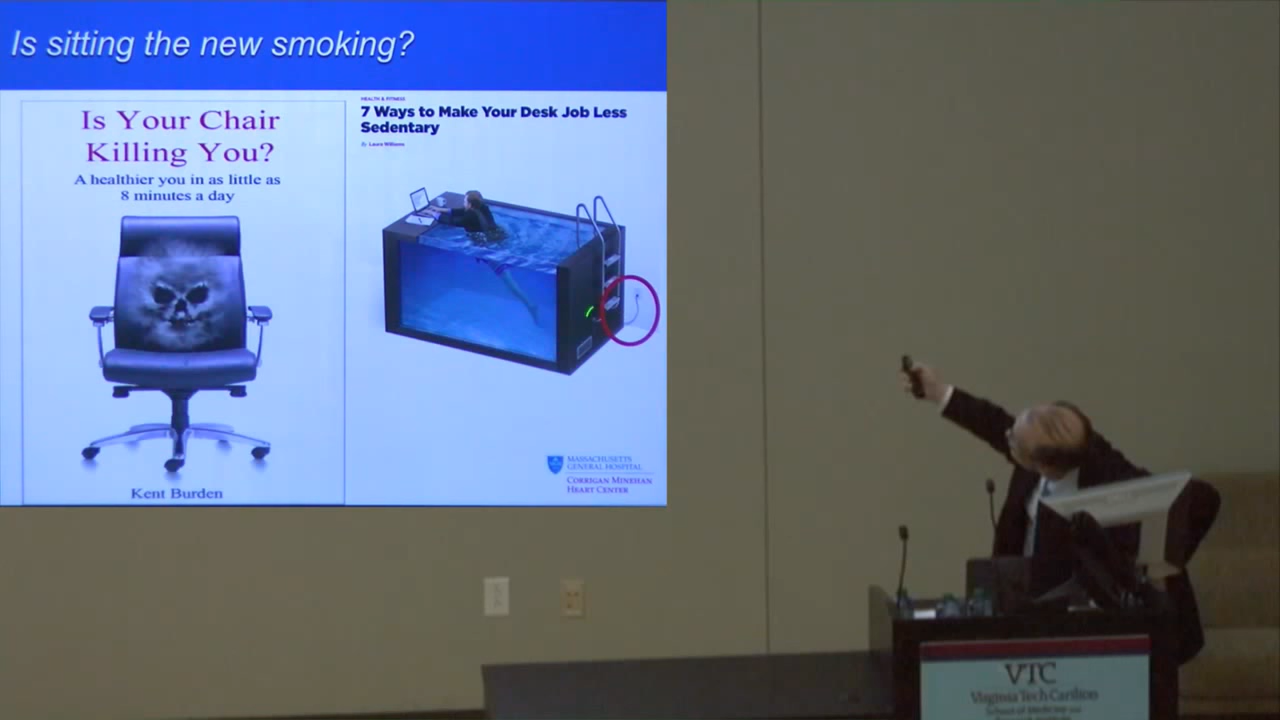 Is sitting the new smoking?
Is Your Chair
Killing You?
A healthier you in as little as
8 minutes a day
Kent Burden
HEALTH & FITNESS
7 Ways to Make Your Desk Job Less
Sedentary
By Laura Williams
MASSACHUSETTS
GENERAL HOSPITAL
CORRIGAN MINEHAN
HEART CENTER
VTC
Virginia Tech Carilion
School of Medicine and